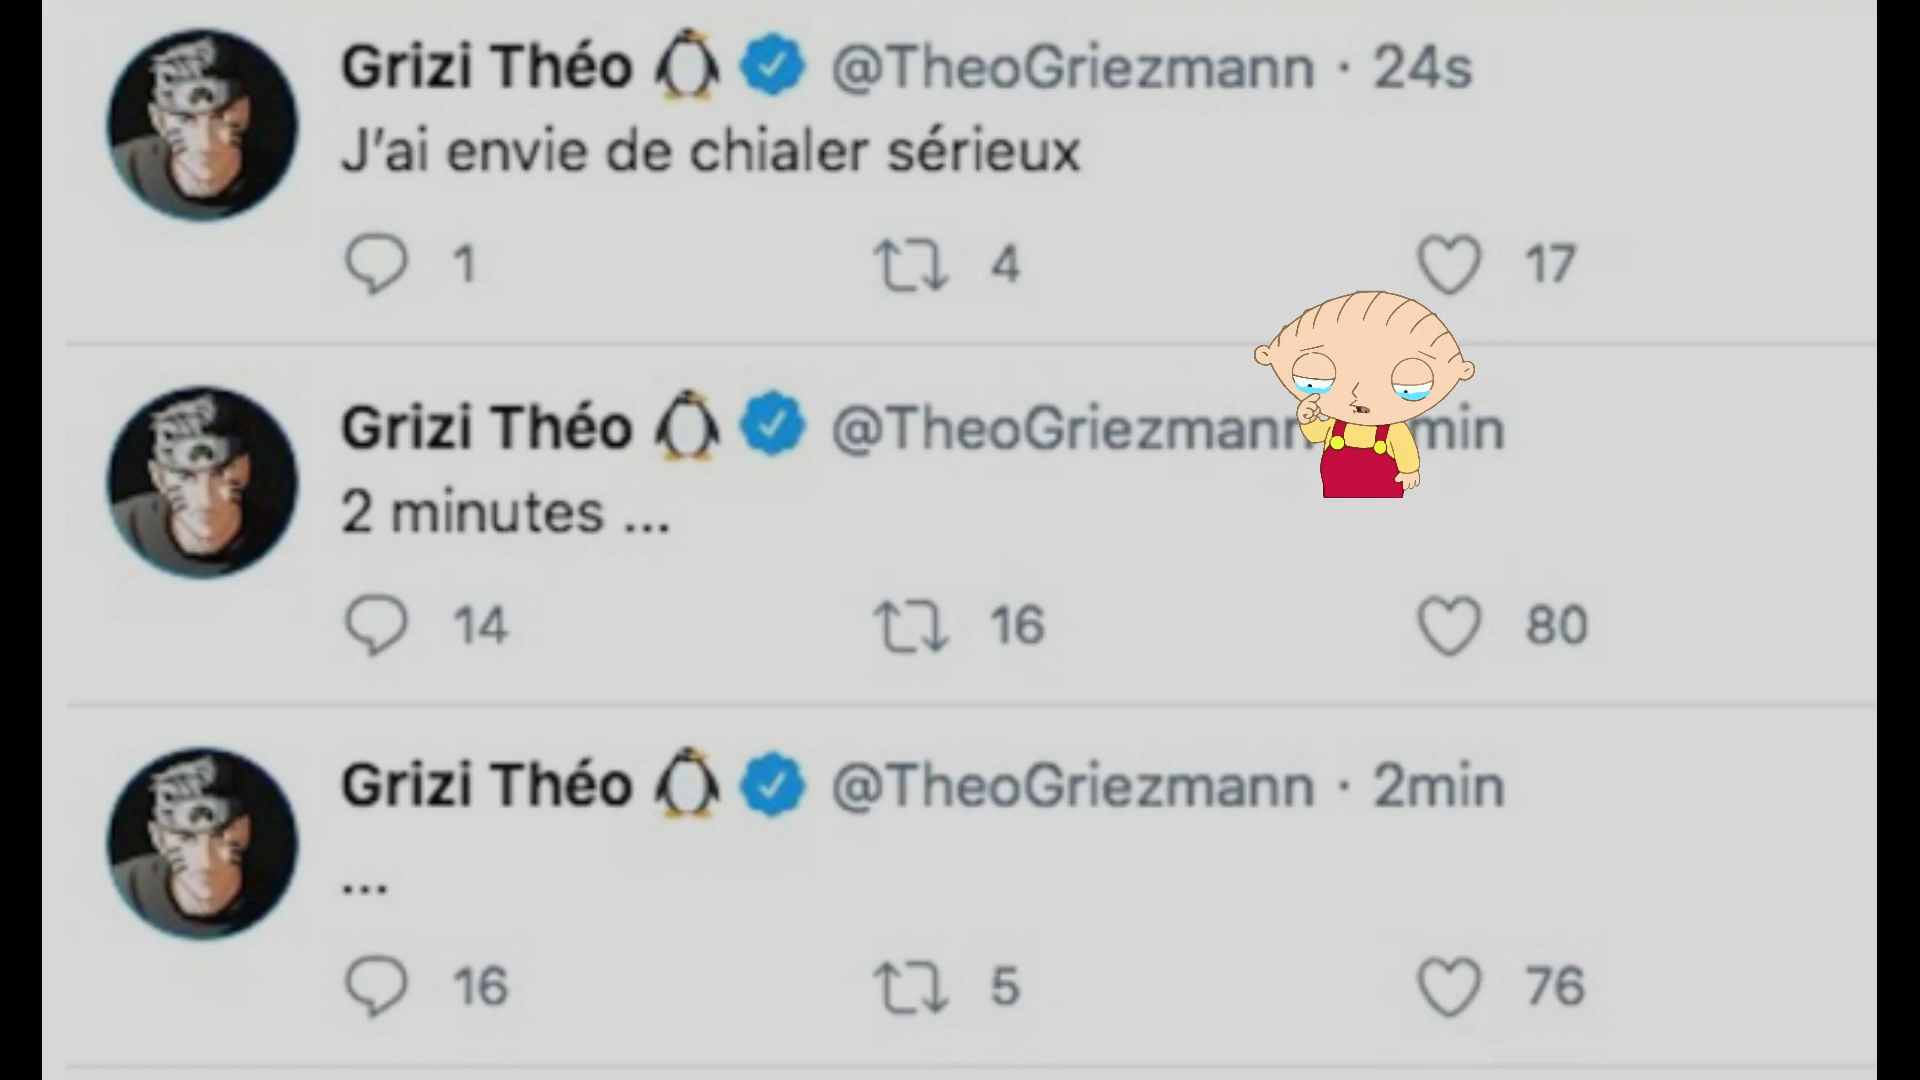 Grizi Théo 🐧 @TheoGriezmann · 24s
J'ai envie de chialer sérieux
1 4 17
Grizi Théo 🐧 @TheoGriezmann min
2 minutes ...
14 16 80
Grizi Théo 🐧 @TheoGriezmann · 2min
...
16 5 76